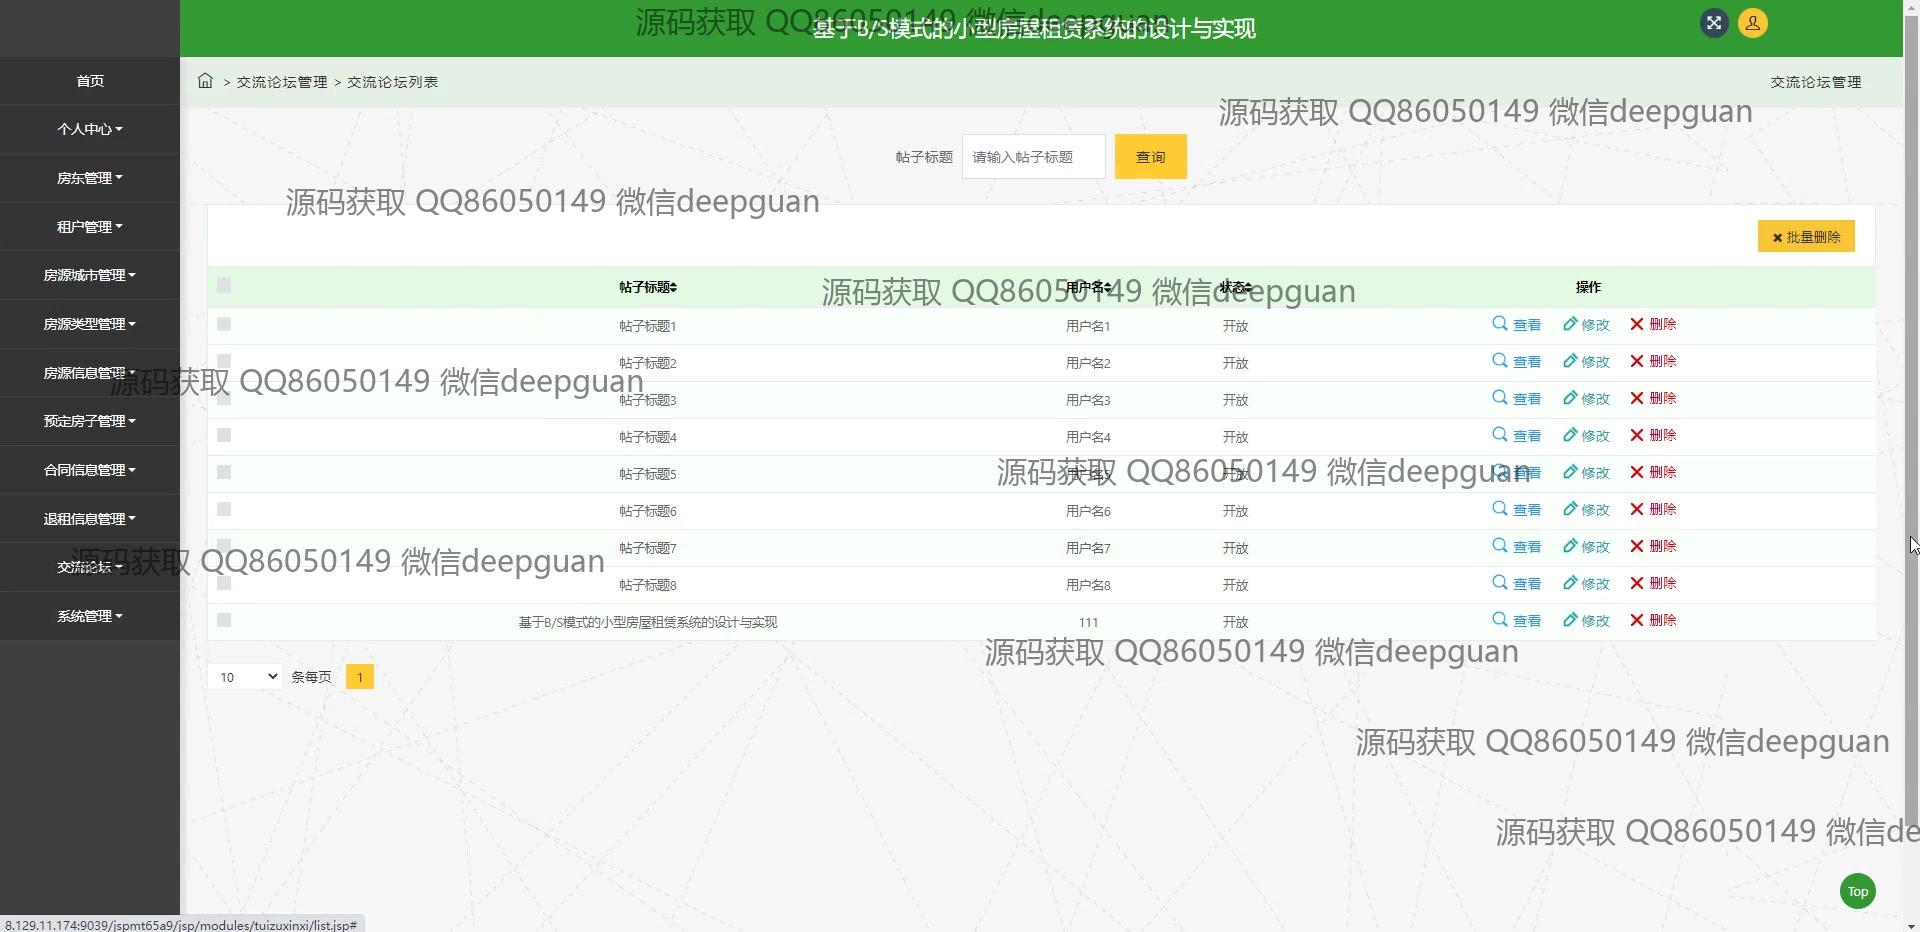 源码获取 QQ86050149 微信deepguan
基于B/S模式的小型房屋租赁系统的设计与实现
首页
个人中心
房东管理
租户管理
房源城市管理
房源类型管理
房源信息管理
预定房子管理
合同信息管理
退租信息管理
交流论坛
系统管理
> 交流论坛管理 > 交流论坛列表
交流论坛管理
源码获取 QQ86050149 微信deepguan
帖子标题 请输入帖子标题 查询
源码获取 QQ86050149 微信deepguan
批量删除
帖子标题 用户名 状态 操作
源码获取 QQ86050149 微信deepguan
帖子标题1 用户名1 开放 查看 修改 删除
帖子标题2 用户名2 开放 查看 修改 删除
源码获取 QQ86050149 微信deepguan
帖子标题3 用户名3 开放 查看 修改 删除
帖子标题4 用户名4 开放 查看 修改 删除
帖子标题5 用户名5 开放 查看 修改 删除
源码获取 QQ86050149 微信deepguan
帖子标题6 用户名6 开放 查看 修改 删除
帖子标题7 用户名7 开放 查看 修改 删除
源码获取 QQ86050149 微信deepguan
帖子标题8 用户名8 开放 查看 修改 删除
基于B/S模式的小型房屋租赁系统的设计与实现 111 开放 查看 修改 删除
源码获取 QQ86050149 微信deepguan
10 条每页 1
源码获取 QQ86050149 微信deepguan
源码获取 QQ86050149 微信de
Top
8.129.11.174:9039/jspmt65a9/jsp/modules/tuizuxinxi/list.jsp#